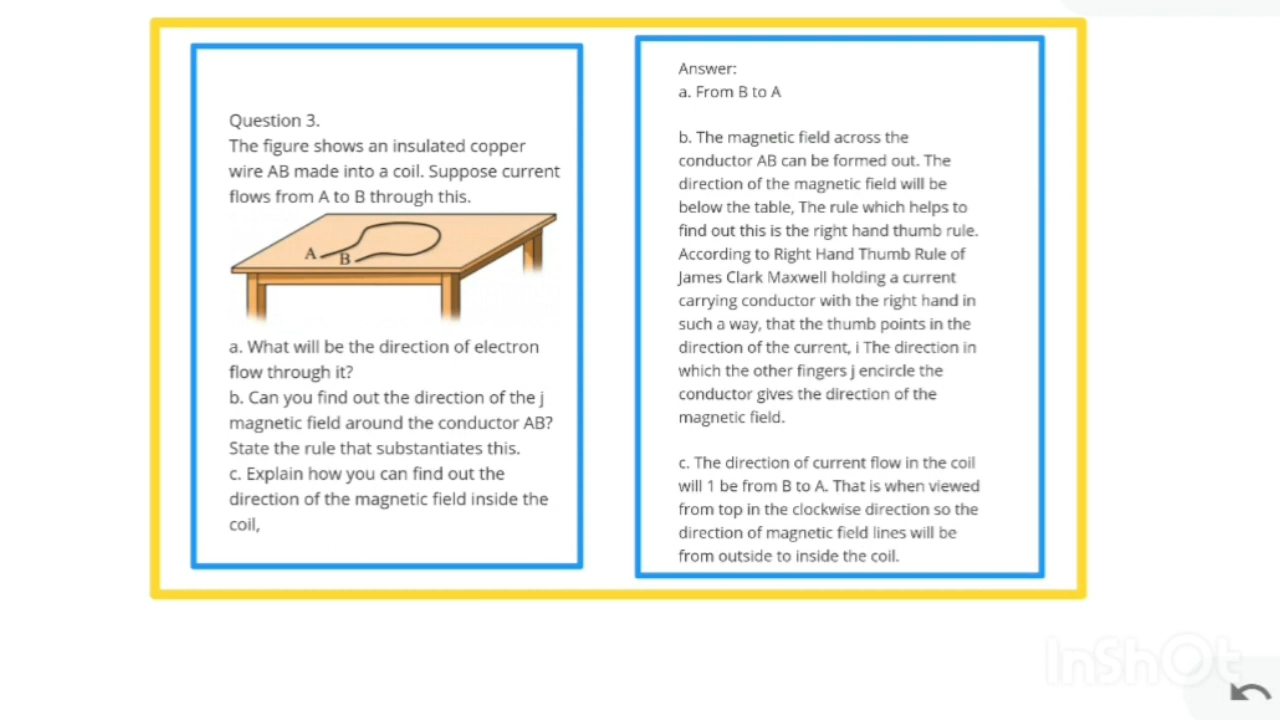 Question 3.
The figure shows an insulated copper
wire AB made into a coil. Suppose current
flows from A to B through this.
A
B
a. What will be the direction of electron
flow through it?
b. Can you find out the direction of the j
magnetic field around the conductor AB?
State the rule that substantiates this.
c. Explain how you can find out the
direction of the magnetic field inside the
coil,
Answer:
a. From B to A
b. The magnetic field across the
conductor AB can be formed out. The
direction of the magnetic field will be
below the table, The rule which helps to
find out this is the right hand thumb rule.
According to Right Hand Thumb Rule of
James Clark Maxwell holding a current
carrying conductor with the right hand in
such a way, that the thumb points in the
direction of the current, i The direction in
which the other fingers j encircle the
conductor gives the direction of the
magnetic field.
c. The direction of current flow in the coil
will 1 be from B to A. That is when viewed
from top in the clockwise direction so the
direction of magnetic field lines will be
from outside to inside the coil.
InShOt